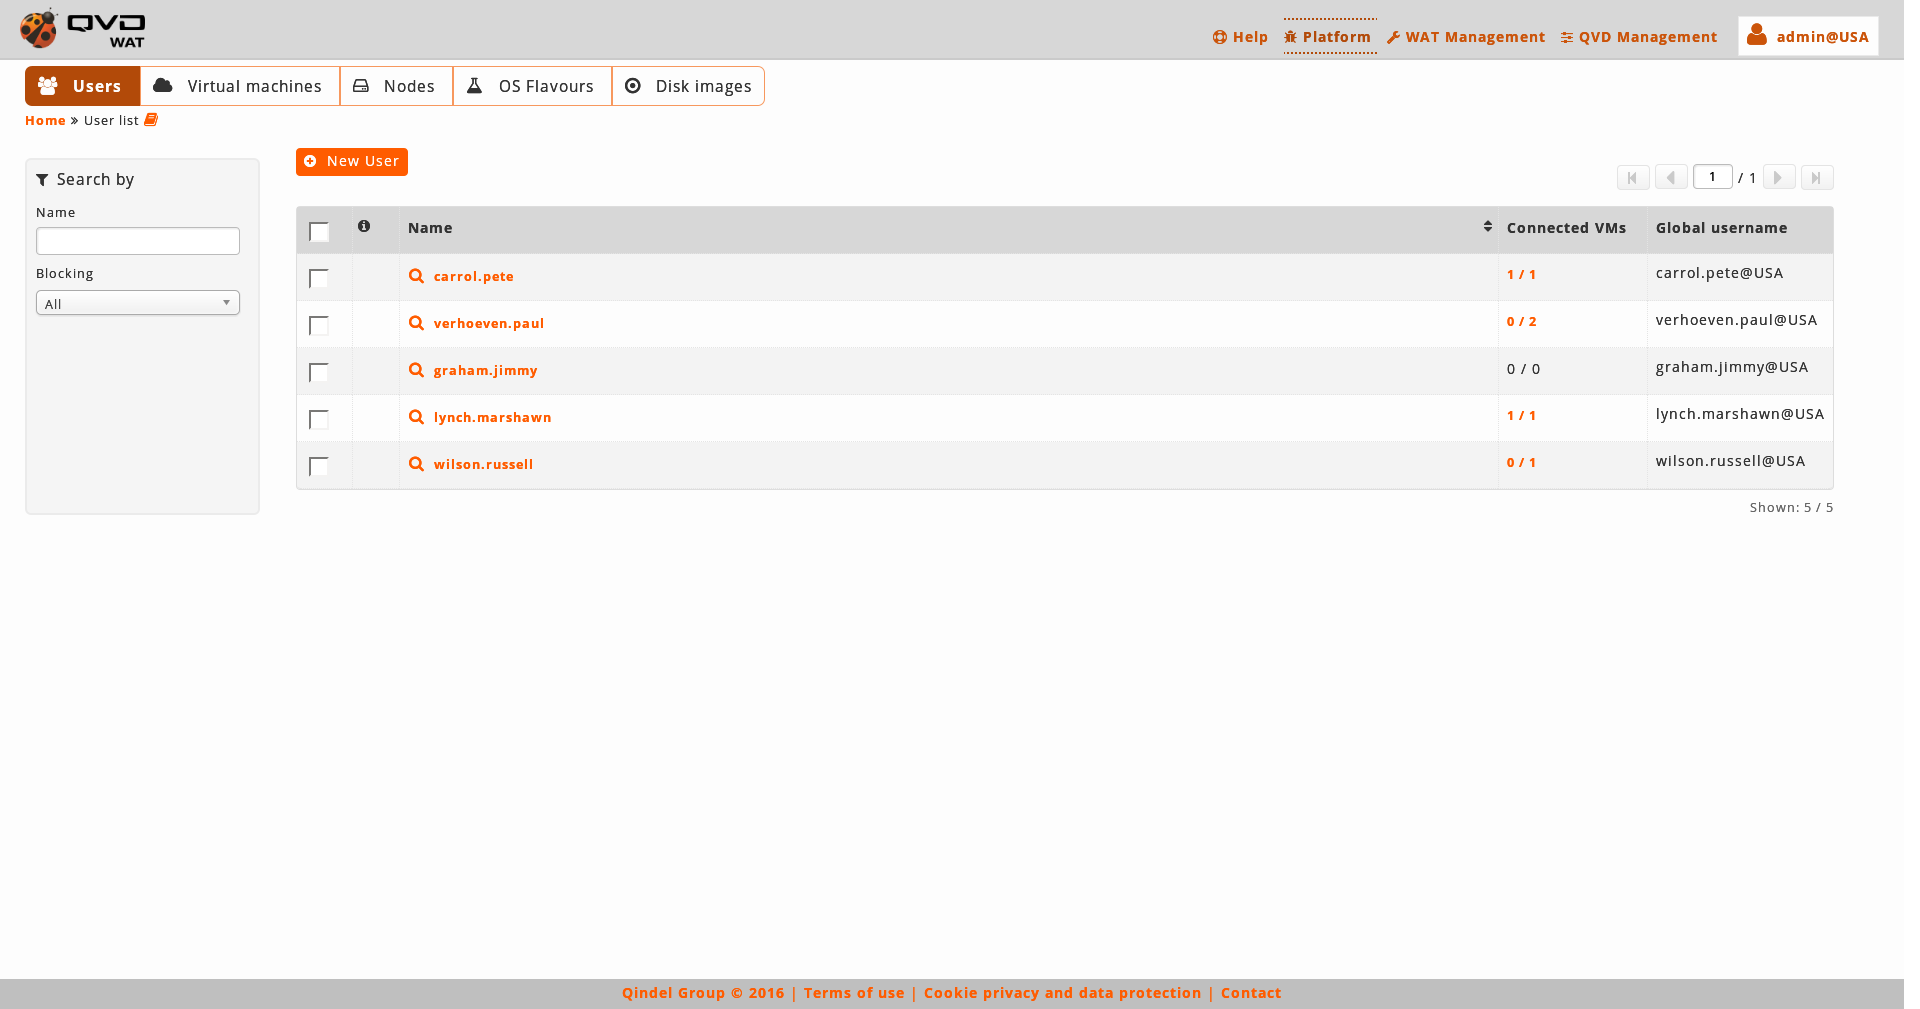 QVD
WAT
Help Platform WAT Management QVD Management admin@USA
Users Virtual machines Nodes OS Flavours Disk images
Home » User list
Search by
Name
Blocking
All
New User
1 / 1
Name Connected VMs Global username
carrol.pete 1 / 1 carrol.pete@USA
verhoeven.paul 0 / 2 verhoeven.paul@USA
graham.jimmy 0 / 0 graham.jimmy@USA
lynch.marshawn 1 / 1 lynch.marshawn@USA
wilson.russell 0 / 1 wilson.russell@USA
Shown: 5 / 5
Qindel Group © 2016 | Terms of use | Cookie privacy and data protection | Contact